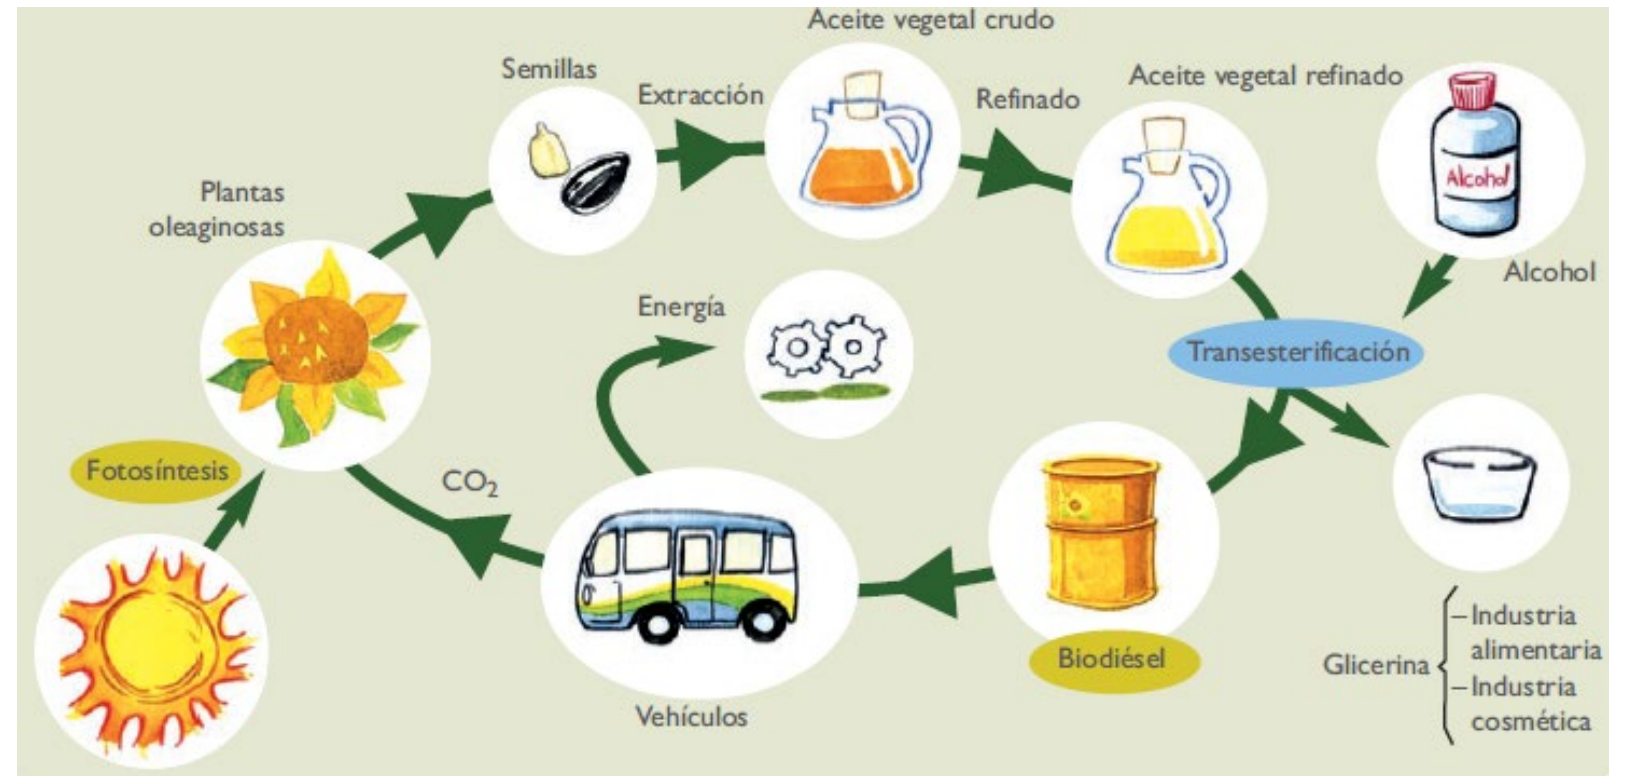 Aceite vegetal crudo
Semillas
Extracción
Refinado
Aceite vegetal refinado
Alcohol
Alcohol
Plantas
oleaginosas
Energía
Transesterificación
Fotosíntesis
CO₂
Biodiésel
Vehículos
Glicerina
– Industria
alimentaria
– Industria
cosmética